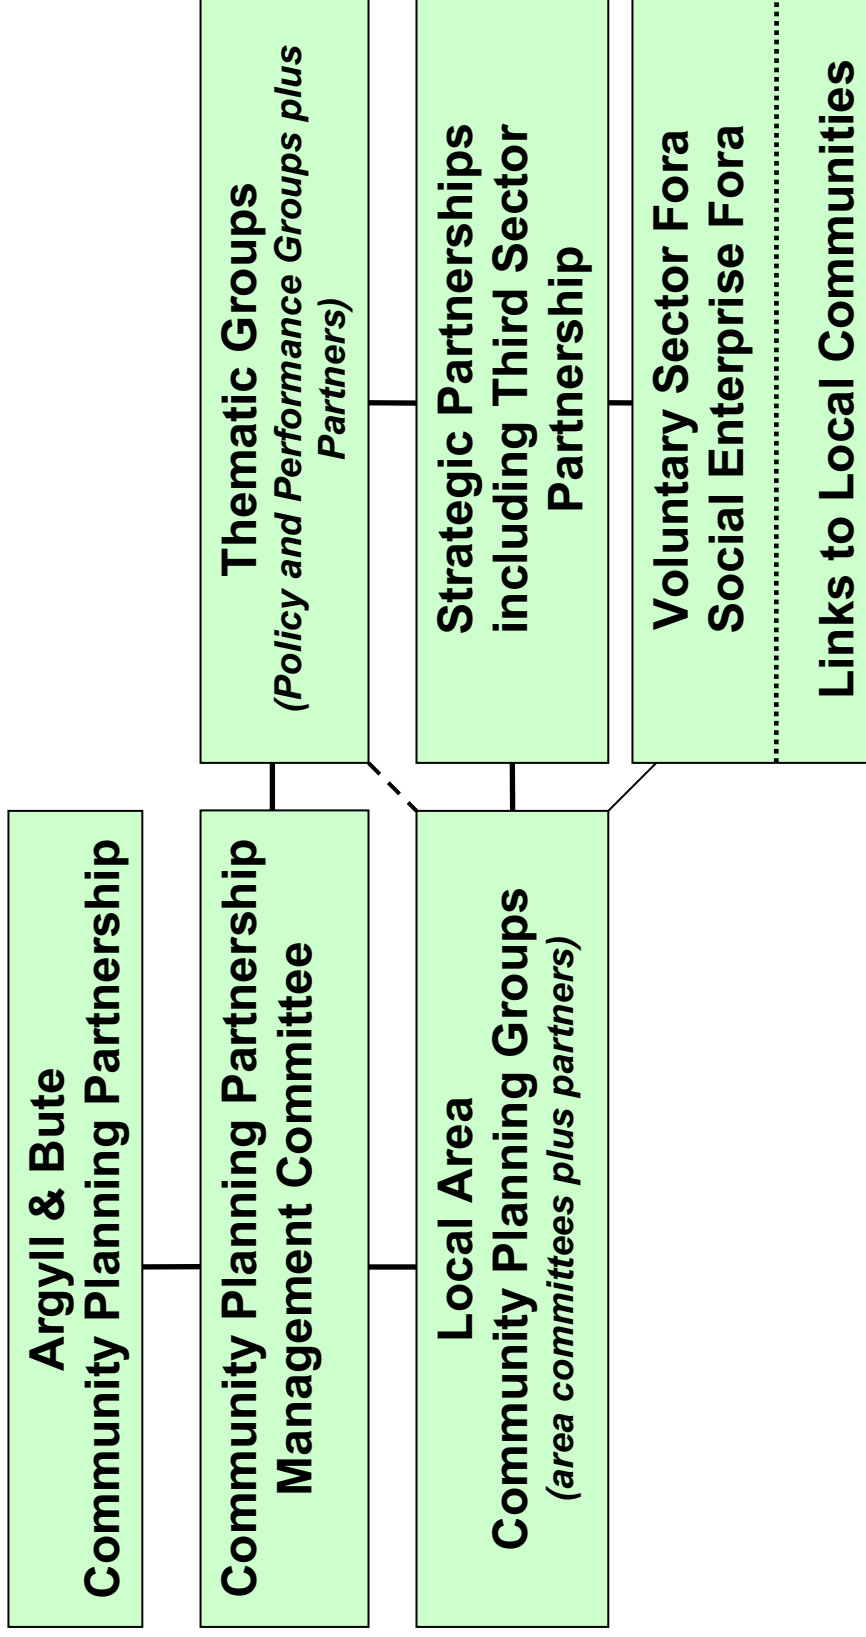 Argyll & Bute
Community Planning Partnership
Community Planning Partnership
Management Committee
Thematic Groups
(Policy and Performance Groups plus
Partners)
Local Area
Community Planning Groups
(area committees plus partners)
Strategic Partnerships
including Third Sector
Partnership
Voluntary Sector Fora
Social Enterprise Fora
Links to Local Communities